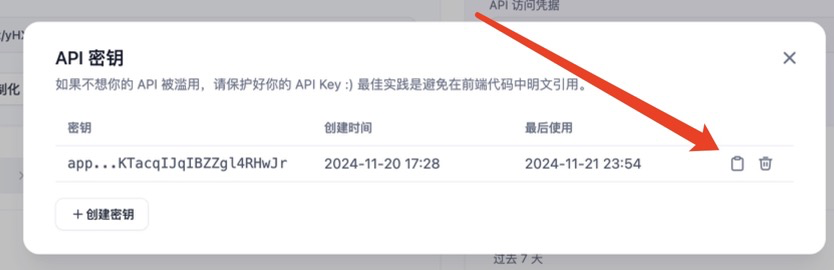 API 访问凭据
/yH
API 密钥
如果不想你的 API 被滥用，请保护好你的 API Key :) 最佳实践是避免在前端代码中明文引用。
制化
密钥 创建时间 最后使用
app...KTacqIJqIBZZgl4RHwJr 2024-11-20 17:28 2024-11-21 23:54
+ 创建密钥
过去 7 天